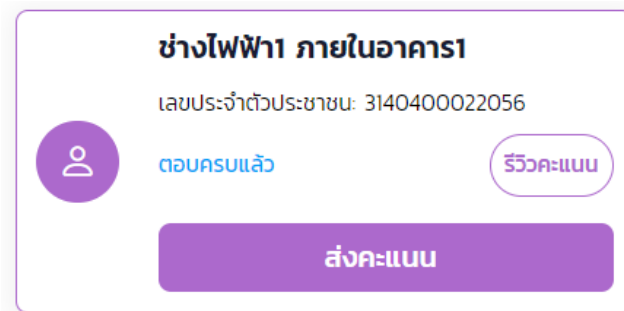 ช่างไฟฟ้า1 ภายในอาคาร1
เลขประจำตัวประชาชน: 3140400022056
ตอบครบแล้ว
รีวิวคะแนน
ส่งคะแนน